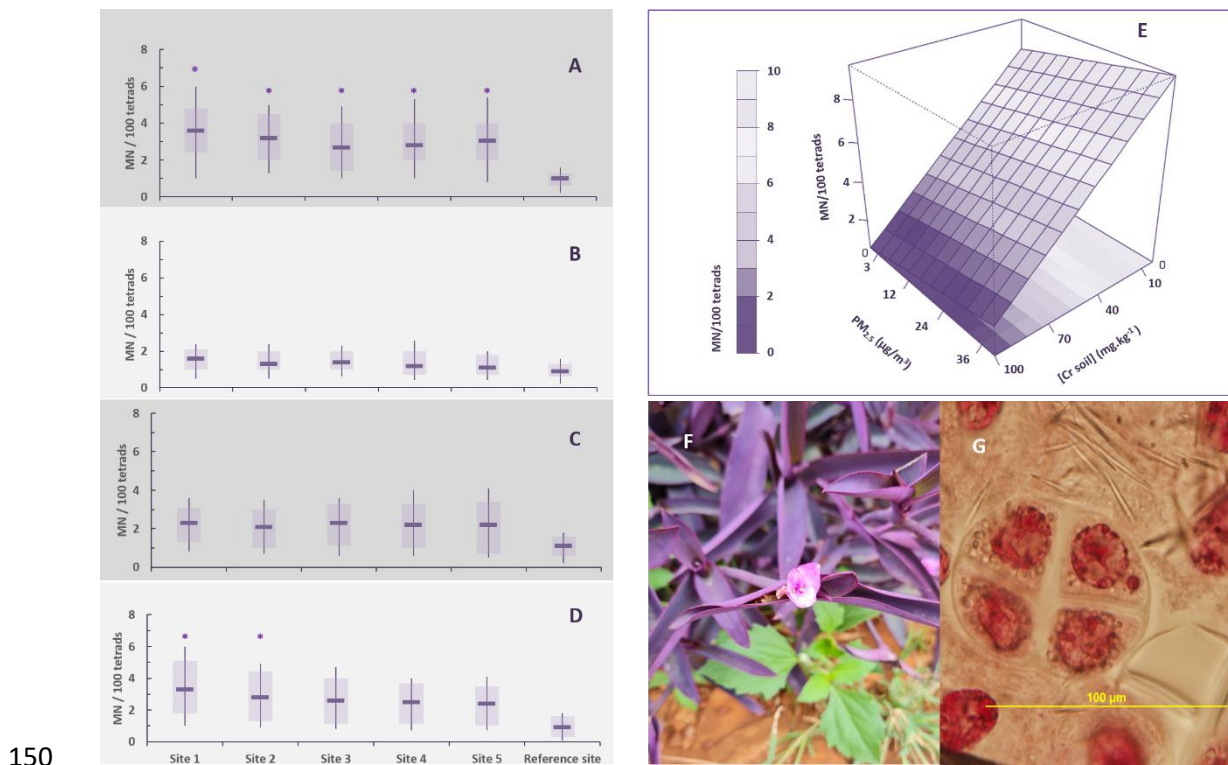 A
MN / 100 tetrads
8
6
4
2
0
*
*
*
*
*
B
MN / 100 tetrads
8
6
4
2
0
C
MN / 100 tetrads
8
6
4
2
0
D
MN / 100 tetrads
8
6
4
2
0
*
*
Site 1 Site 2 Site 3 Site 4 Site 5 Reference site
E
MN/100 tetrads
10
8
6
4
2
0
MN/100 tetrads
8
6
4
2
0
3
12
24
36
PM2.5 (µg/m³)
100
70
40
10
0
[Cr soil] (mg.kg⁻¹)
F
G
100 µm
150